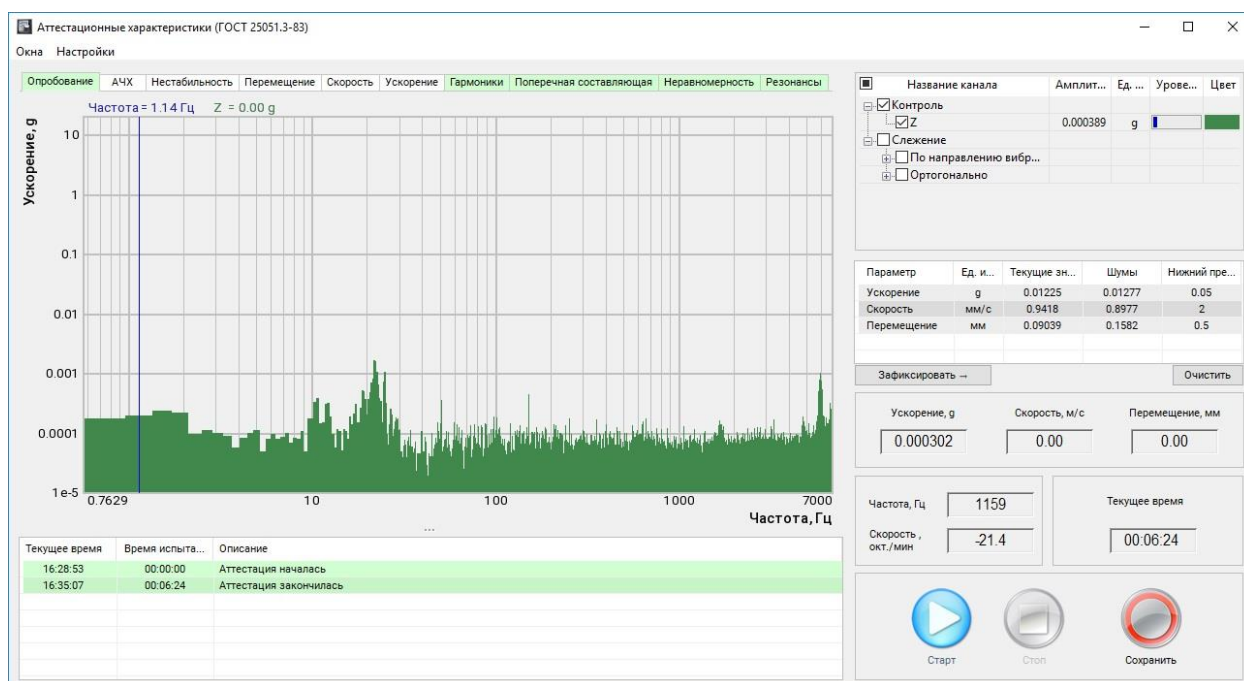 Аттестационные характеристики (ГОСТ 25051.3-83)
Окна Настройки
Опробование АЧХ Нестабильность Перемещение Скорость Ускорение Гармоники Поперечная составляющая Неравномерность Резонансы
Частота = 1.14 Гц Z = 0.00 g
Ускорение, g
10
1
0.1
0.01
0.001
0.0001
1e-5
0.7629 10 100 1000 7000
Частота, Гц
...
Текущее время Время испыта... Описание
16:28:53 00:00:00 Аттестация началась
16:35:07 00:06:24 Аттестация закончилась
Название канала Амплит... Ед. ... Урове... Цвет
Контроль
Z 0.000389 g
Слежение
По направлению вибр...
Ортогонально
Параметр Ед. и... Текущие зн... Шумы Нижний пре...
Ускорение g 0.01225 0.01277 0.05
Скорость мм/с 0.9418 0.8977 2
Перемещение мм 0.09039 0.1582 0.5
Зафиксировать → Очистить
Ускорение, g Скорость, м/с Перемещение, мм
0.000302 0.00 0.00
Частота, Гц 1159
Скорость, окт./мин -21.4
Текущее время
00:06:24
Старт Стоп Сохранить